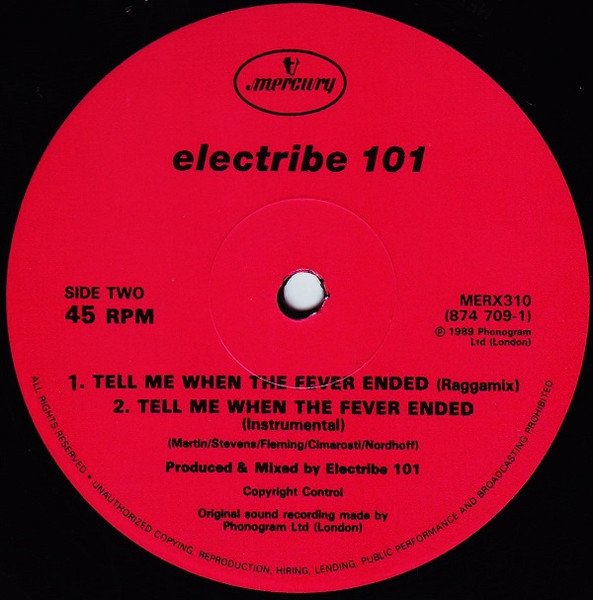 mercury
electribe 101
SIDE TWO
45 RPM
MERX310
(874 709-1)
℗ 1989 Phonogram
Ltd (London)
1. TELL ME WHEN THE FEVER ENDED (Raggamix)
2. TELL ME WHEN THE FEVER ENDED
(Instrumental)
(Martin/Stevens/Fleming/Cimarosti/Nordhoff)
Produced & Mixed by Electribe 101
Copyright Control
Original sound recording made by
Phonogram Ltd (London)
ALL RIGHTS RESERVED • UNAUTHORIZED COPYING, REPRODUCTION, HIRING, LENDING, PUBLIC PERFORMANCE AND BROADCASTING PROHIBITED